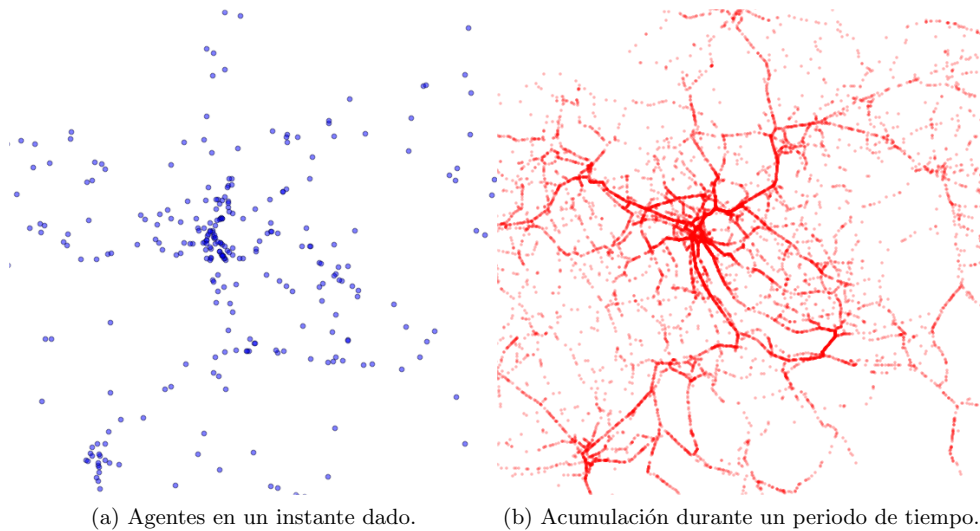 (a) Agentes en un instante dado.
(b) Acumulación durante un periodo de tiempo.